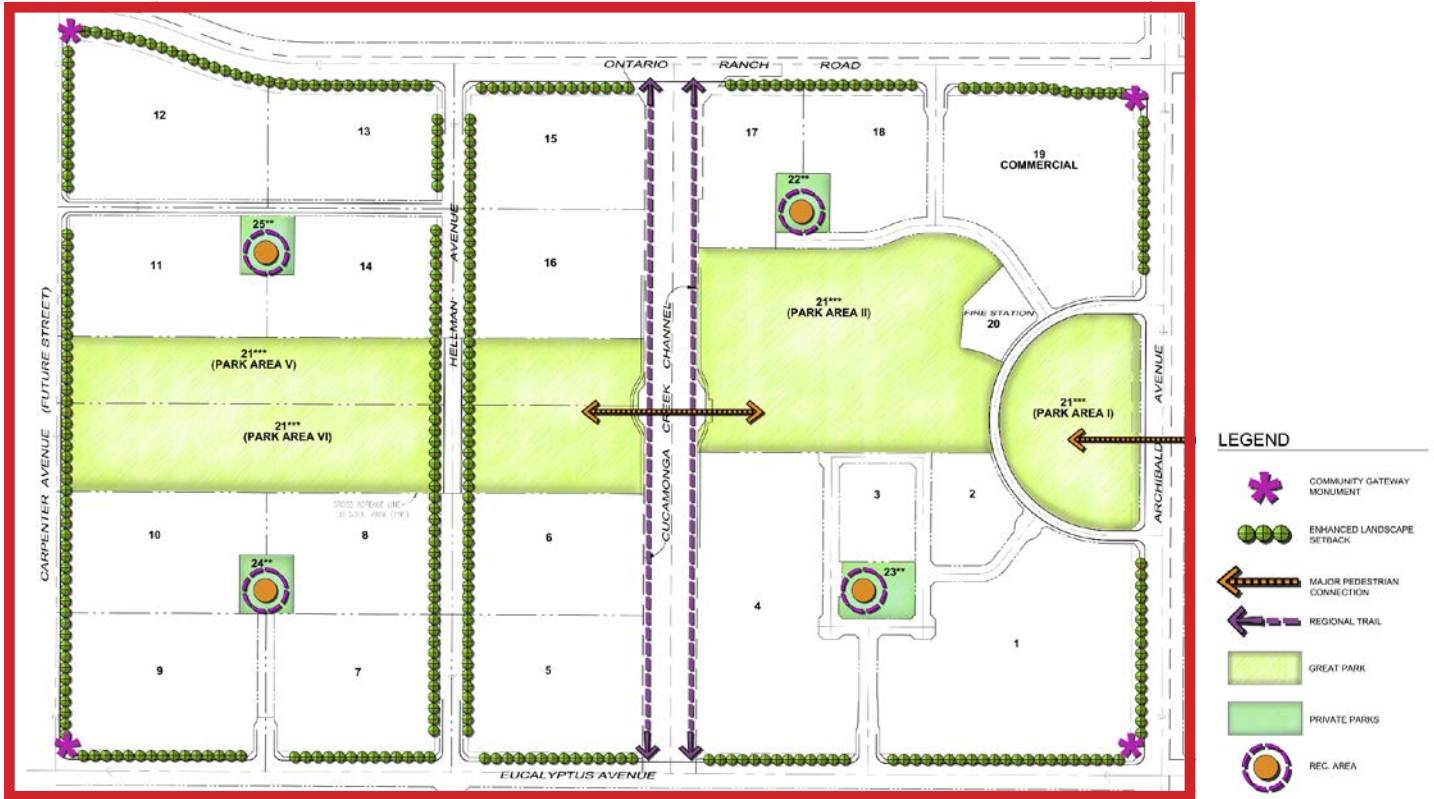 ONTARIO RANCH ROAD
12
13
15
17
18
19
COMMERCIAL
22**
25**
11
14
16
HELLMAN AVENUE
21***
(PARK AREA II)
FIRE STATION
20
CARPENTER AVENUE (FUTURE STREET)
21***
(PARK AREA V)
21***
(PARK AREA VI)
CUCAMONGA CREEK CHANNEL
21***
(PARK AREA I)
ARCHIBALD AVENUE
GROSS ACREAGE LINE-
10
8
6
3
2
24**
23**
4
9
7
5
1
EUCALYPTUS AVENUE
LEGEND
COMMUNITY GATEWAY
MONUMENT
ENHANCED LANDSCAPE
SETBACK
MAJOR PEDESTRIAN
CONNECTION
REGIONAL TRAIL
GREAT PARK
PRIVATE PARKS
REC. AREA